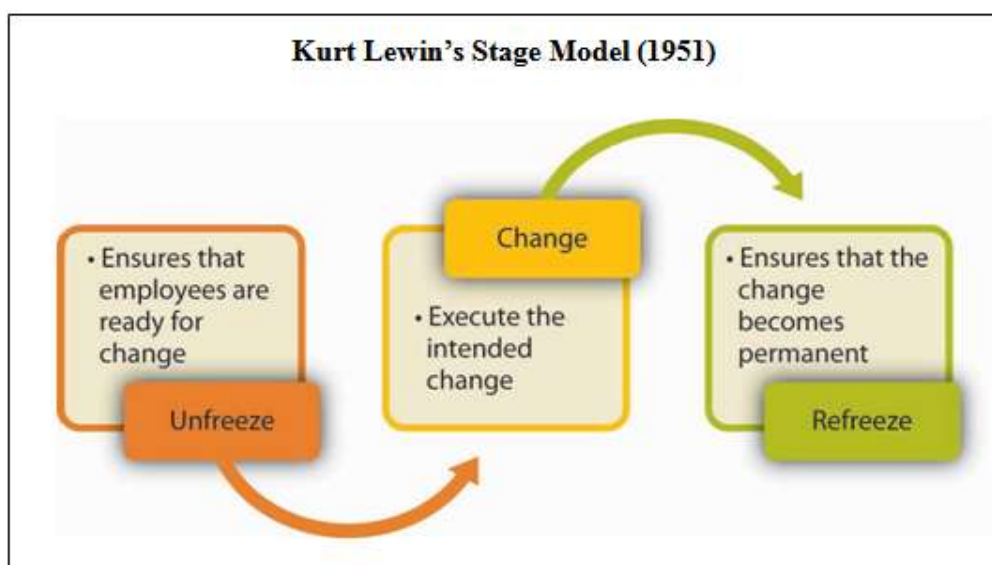 Kurt Lewin’s Stage Model (1951)
• Ensures that
employees are
ready for
change
Unfreeze
Change
• Execute the
intended
change
• Ensures that the
change
becomes
permanent
Refreeze